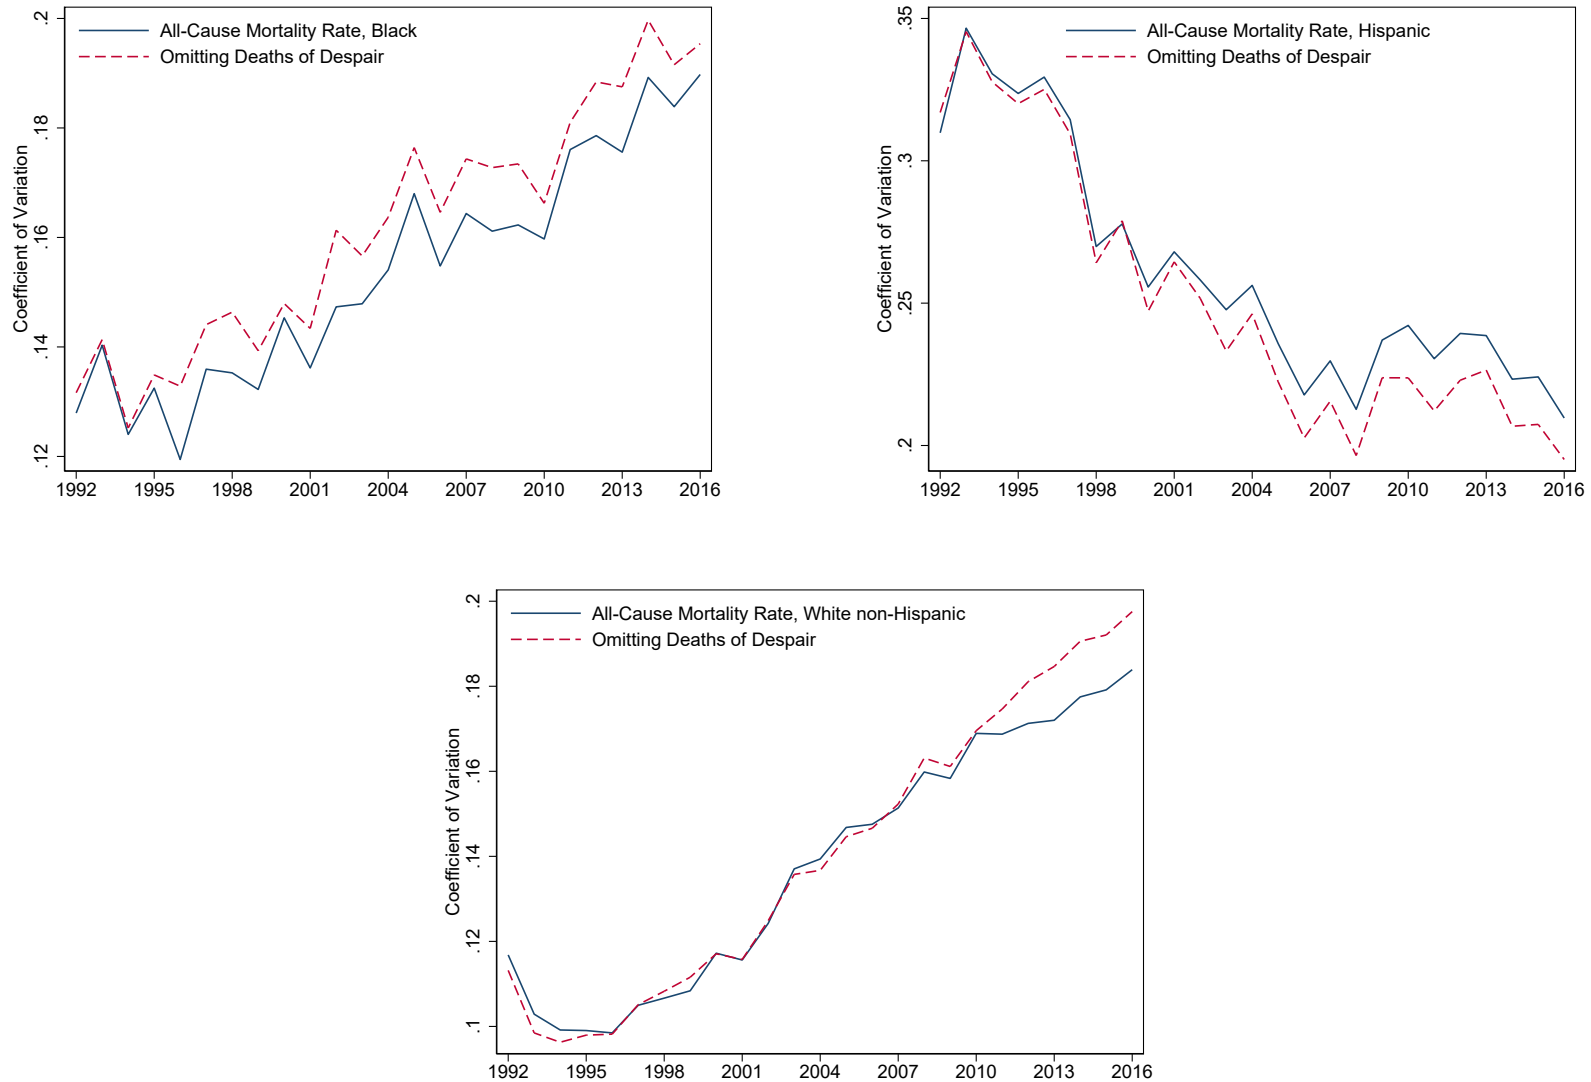 All-Cause Mortality Rate, Black
Omitting Deaths of Despair
Coefficient of Variation
.2
.18
.16
.14
.12
1992 1995 1998 2001 2004 2007 2010 2013 2016
All-Cause Mortality Rate, Hispanic
Omitting Deaths of Despair
Coefficient of Variation
.35
.3
.25
.2
1992 1995 1998 2001 2004 2007 2010 2013 2016
All-Cause Mortality Rate, White non-Hispanic
Omitting Deaths of Despair
Coefficient of Variation
.2
.18
.16
.14
.12
.1
1992 1995 1998 2001 2004 2007 2010 2013 2016